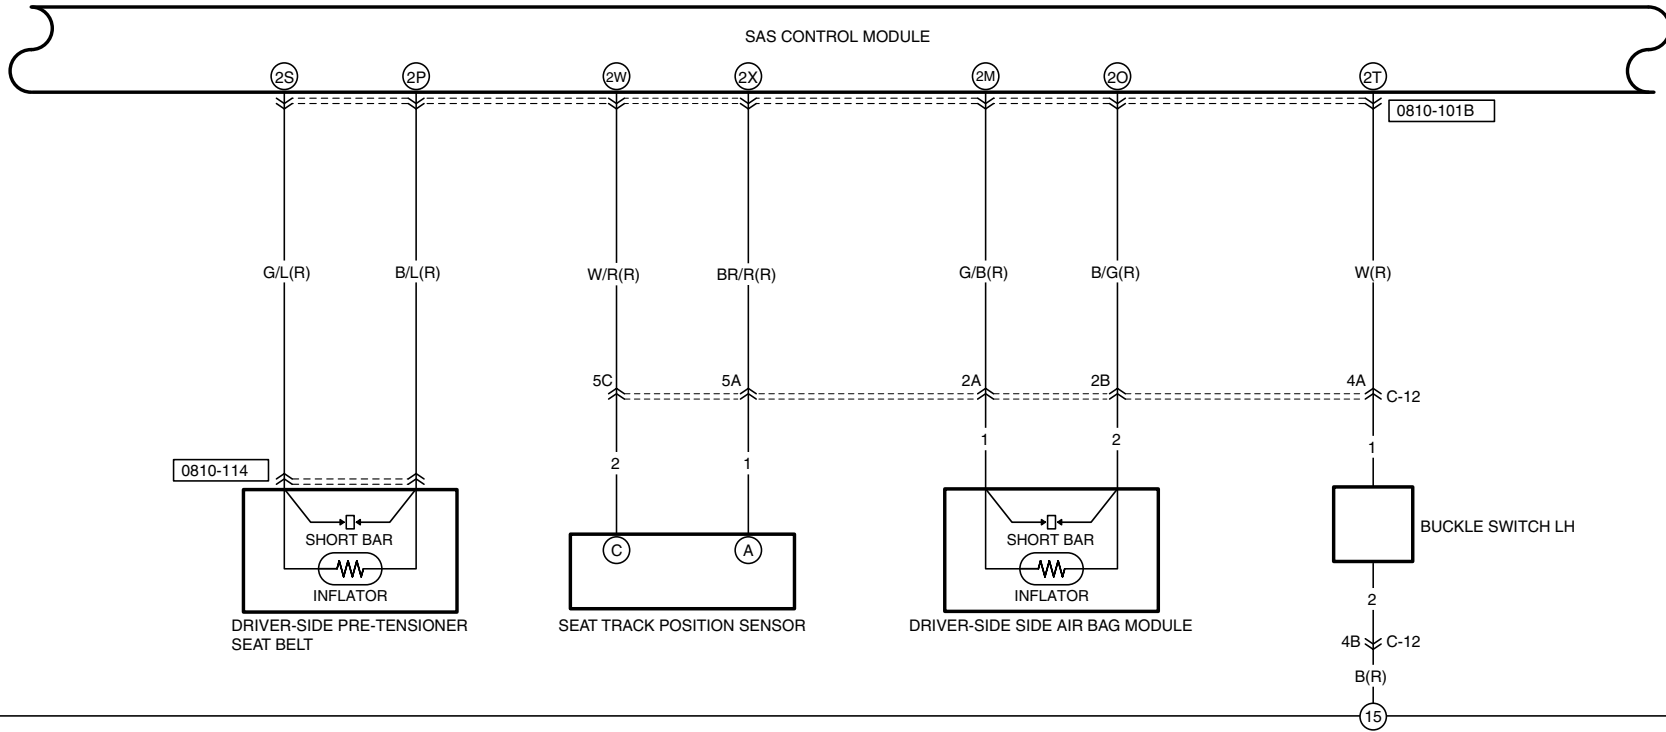 SAS CONTROL MODULE
2S 2P 2W 2X 2M 2O 2T
0810-101B
G/L(R) B/L(R) W/R(R) BR/R(R) G/B(R) B/G(R) W(R)
5C 5A 2A 2B 4A
C-12
1 2 1
2 1
0810-114
SHORT BAR
INFLATOR
DRIVER-SIDE PRE-TENSIONER
SEAT BELT
C A
SEAT TRACK POSITION SENSOR
SHORT BAR
INFLATOR
DRIVER-SIDE SIDE AIR BAG MODULE
BUCKLE SWITCH LH
2
4B C-12
B(R)
15